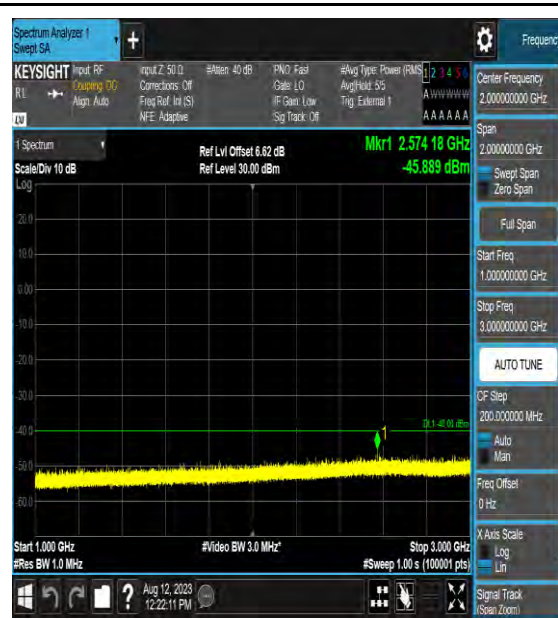 Spectrum Analyzer 1
Swept SA
Frequenc
KEYSIGHT
Input: RF
Coupling: DC
Align: Auto
Input Z: 50 Ω
Corrections: Off
Freq Ref: Int (S)
NFE: Adaptive
#Atten: 40 dB
PNO: Fast
Gate: LO
IF Gain: Low
Sig Track: Off
#Avg Type: Power (RMS
Avg|Hold: 5/5
Trig: External 1
1 2 3 4 5 6
A W W W W W
A A A A A A
1 Spectrum
Scale/Div 10 dB
Log
Ref Lvl Offset 6.62 dB
Ref Level 30.00 dBm
Mkr1 2.574 18 GHz
-45.889 dBm
20.0
10.0
0.00
-10.0
-20.0
-30.0
-40.0
-50.0
-60.0
DL1 -40.00 dBm
1
Start 1.000 GHz
#Res BW 1.0 MHz
#Video BW 3.0 MHz*
Stop 3.000 GHz
#Sweep 1.00 s (100001 pts)
Center Frequency
2.000000000 GHz
Span
2.00000000 GHz
Swept Span
Zero Span
Full Span
Start Freq
1.000000000 GHz
Stop Freq
3.000000000 GHz
AUTO TUNE
CF Step
200.000000 MHz
Auto
Man
Freq Offset
0 Hz
X Axis Scale
Log
Lin
Signal Track
(Span Zoom)
Aug 12, 2023
12:22:11 PM